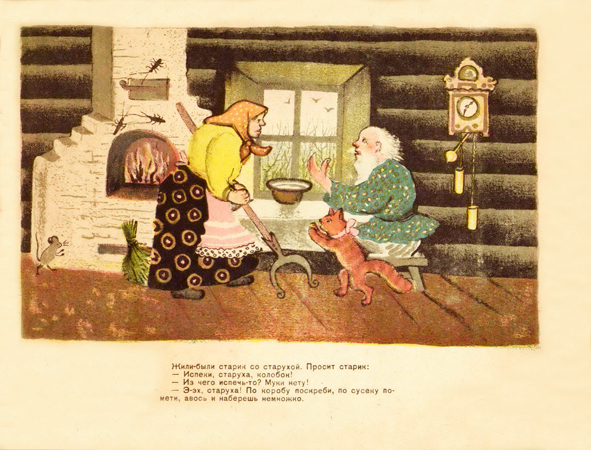 Жили-были старик со старухой. Просит старик:
— Испеки, старуха, колобок!
— Из чего испечь-то? Муки нету!
— Э-эх, старуха! По коробу поскреби, по сусеку по-
мети, авось и наберешь немножко.